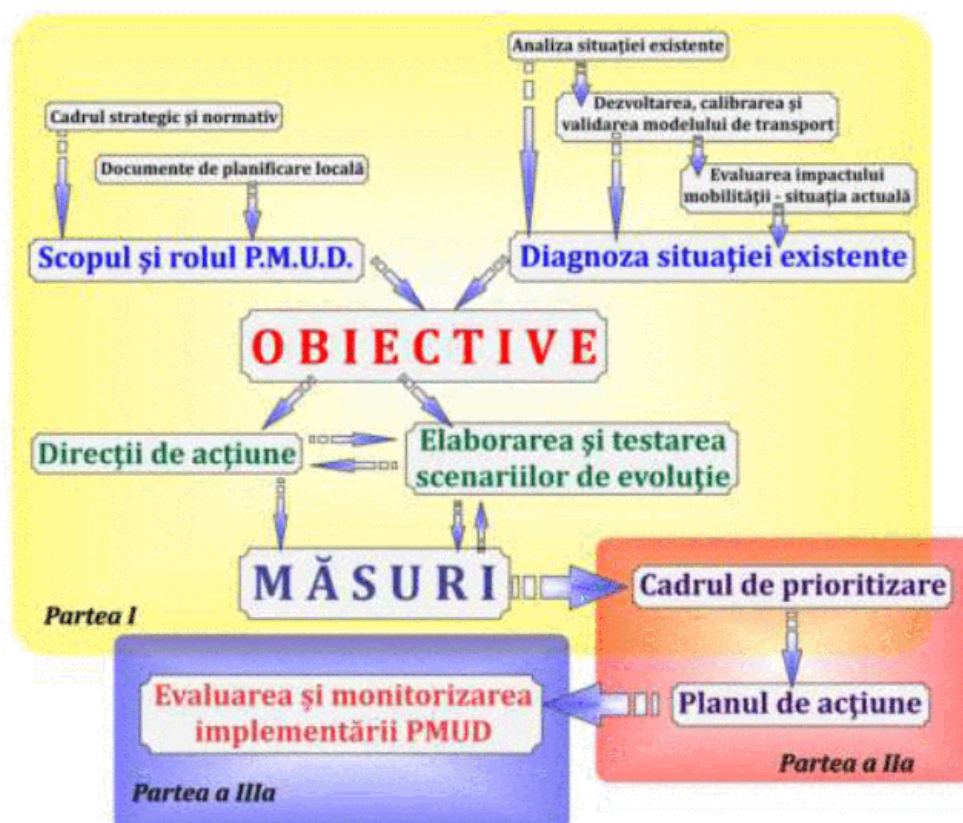 Analiza situației existente
Dezvoltarea, calibrarea și
validarea modelului de transport
Cadrul strategic și normativ
Documente de planificare locală
Evaluarea impactului
mobilității - situația actuală
Scopul și rolul P.M.U.D.
Diagnoza situației existente
OBIECTIVE
Direcții de acțiune
Elaborarea și testarea
scenariilor de evoluție
MĂSURI
Cadrul de prioritizare
Partea I
Evaluarea și monitorizarea
implementării PMUD
Planul de acțiune
Partea a IIa
Partea a IIIa